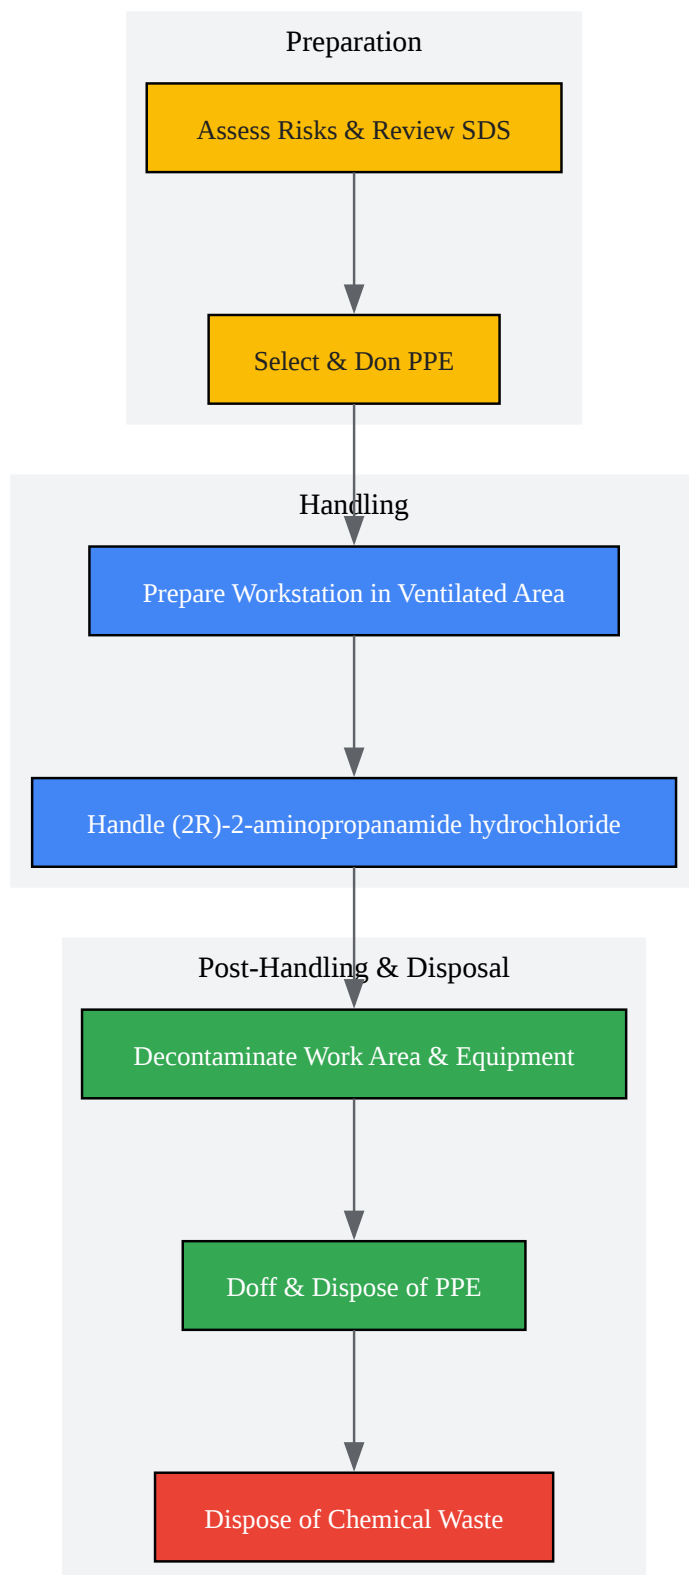 Preparation
Assess Risks & Review SDS
Select & Don PPE
Handling
Prepare Workstation in Ventilated Area
Handle (2R)-2-aminopropanamide hydrochloride
Post-Handling & Disposal
Decontaminate Work Area & Equipment
Doff & Dispose of PPE
Dispose of Chemical Waste